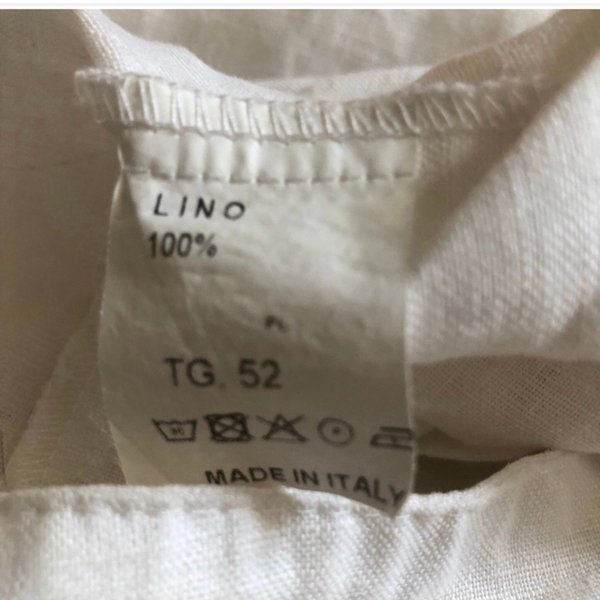 LINO
100%
TG. 52
MADE IN ITALY